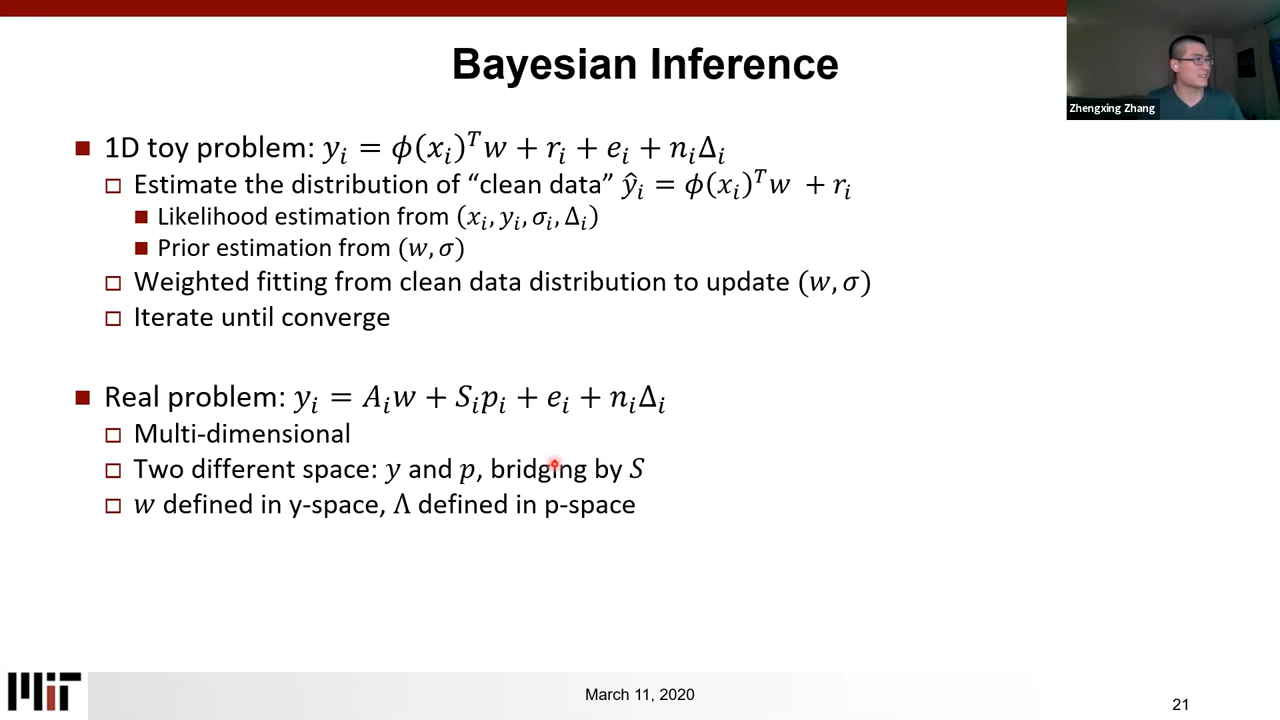 Bayesian Inference
Zhengxing Zhang
1D toy problem: yᵢ = ϕ(xᵢ)ᵀw + rᵢ + eᵢ + nᵢΔᵢ
Estimate the distribution of “clean data” ŷᵢ = ϕ(xᵢ)ᵀw + rᵢ
Likelihood estimation from (xᵢ, yᵢ, σᵢ, Δᵢ)
Prior estimation from (w, σ)
Weighted fitting from clean data distribution to update (w, σ)
Iterate until converge
Real problem: yᵢ = Aᵢw + Sᵢpᵢ + eᵢ + nᵢΔᵢ
Multi-dimensional
Two different space: y and p, bridging by S
w defined in y-space, Λ defined in p-space
MIT
March 11, 2020
21